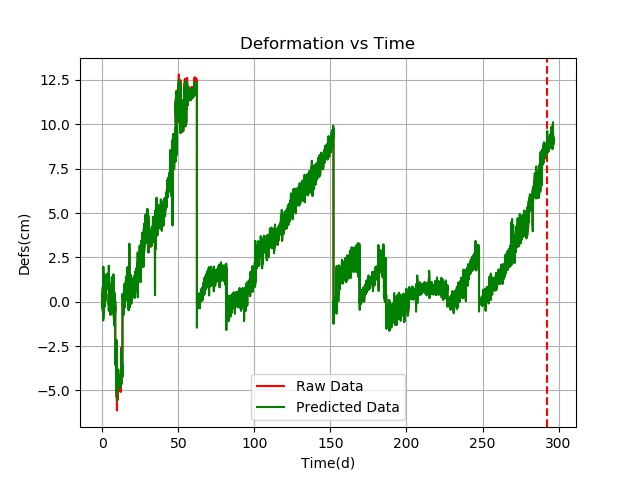 Deformation vs Time
12.5
10.0
7.5
5.0
2.5
0.0
−2.5
−5.0
Defs(cm)
Raw Data
Predicted Data
0 50 100 150 200 250 300
Time(d)